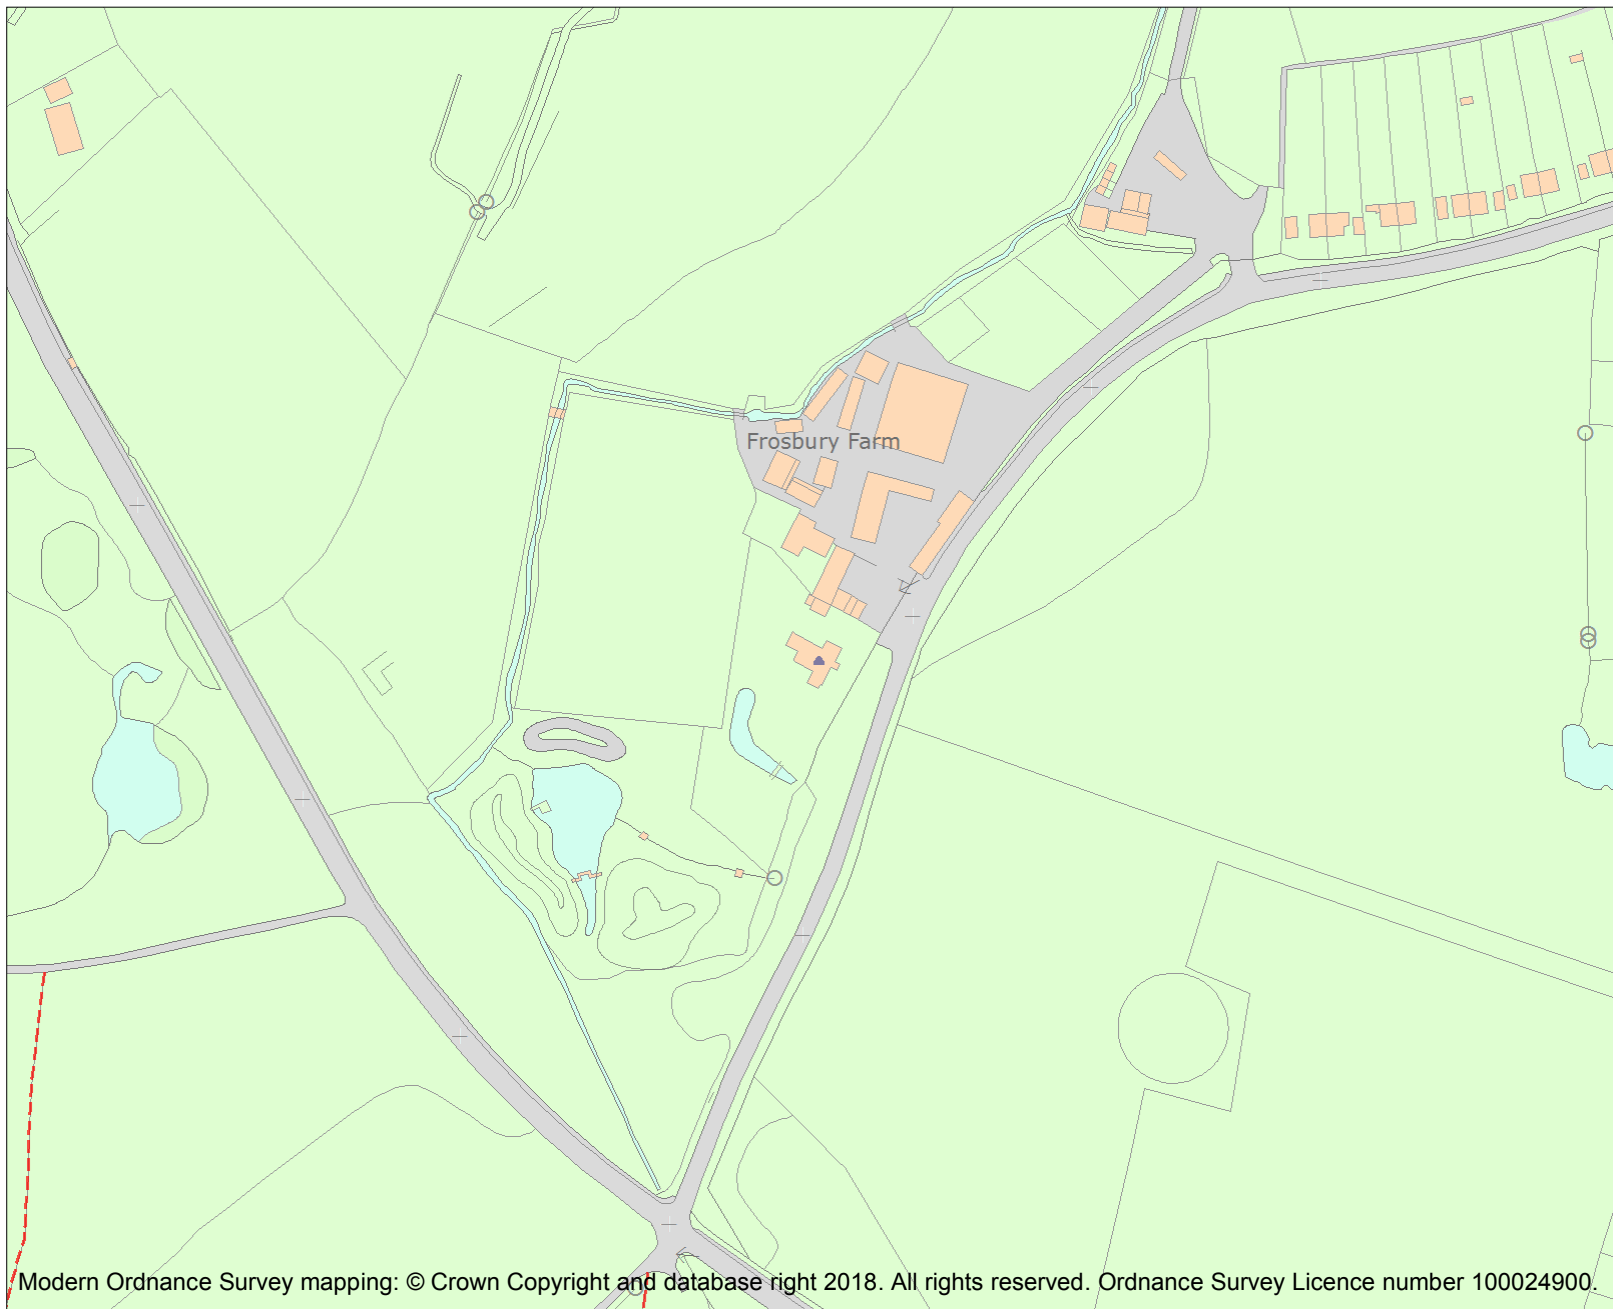 Frosbury Farm
Modern Ordnance Survey mapping: © Crown Copyright and database right 2018. All rights reserved. Ordnance Survey Licence number 100024900.